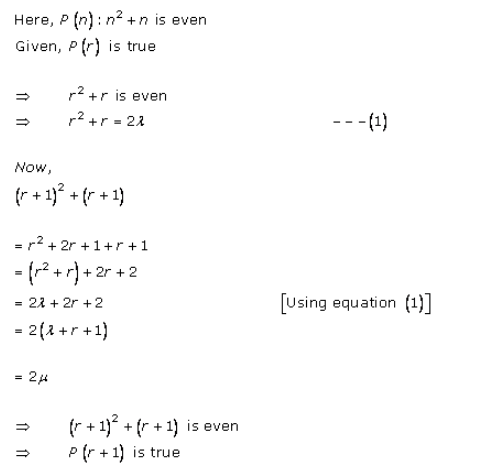 Here, P(n) : n² + n is even
Given, P(r) is true
⇒ r² + r is even
⇒ r² + r = 2λ ---(1)
Now,
(r + 1)² + (r + 1)
= r² + 2r + 1 + r + 1
= (r² + r) + 2r + 2
= 2λ + 2r + 2 [Using equation (1)]
= 2(λ + r + 1)
= 2μ
⇒ (r + 1)² + (r + 1) is even
⇒ P(r + 1) is true